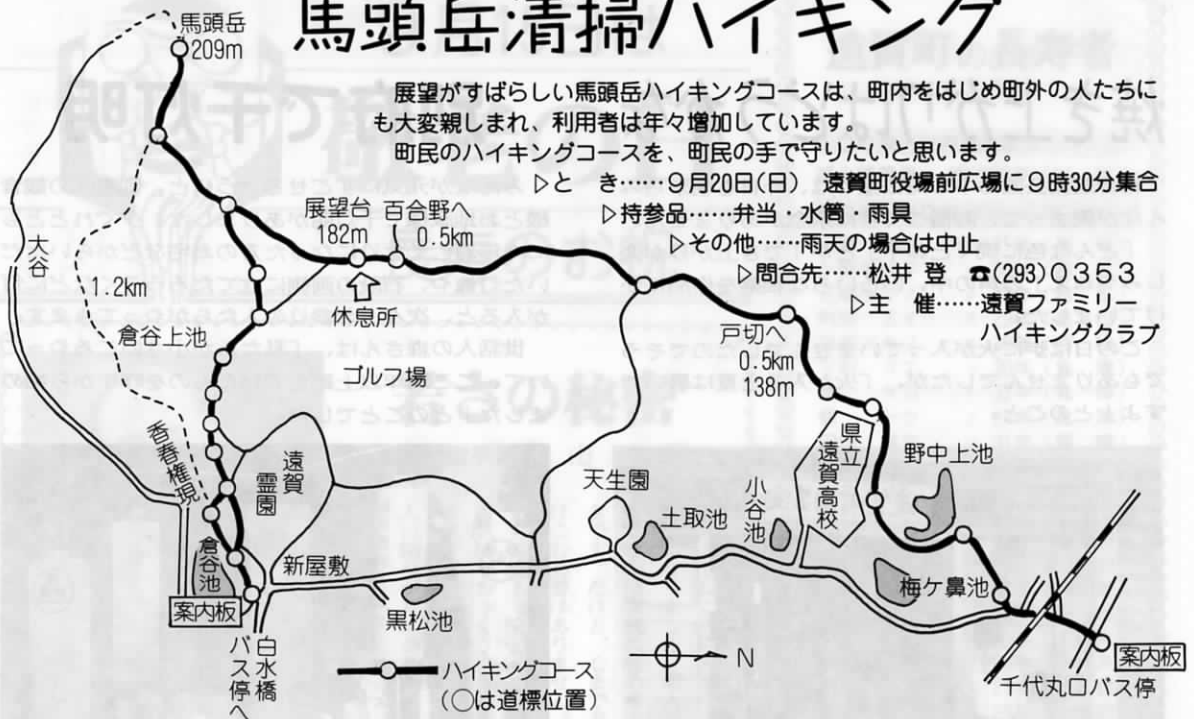 馬頭岳清掃ハイキング
展望がすばらしい馬頭岳ハイキングコースは、町内をはじめ町外の人たちに
も大変親しまれ、利用者は年々増加しています。
町民のハイキングコースを、町民の手で守りたいと思います。
▷と き……9月20日(日) 遠賀町役場前広場に9時30分集合
▷持参品……弁当・水筒・雨具
▷その他……雨天の場合は中止
▷問合先……松井 登 ☎(293)0353
▷主 催……遠賀ファミリー
ハイキングクラブ
馬頭岳
209m
展望台
182m
百合野へ
0.5km
大谷
1.2km
休息所
倉谷上池
ゴルフ場
戸切へ
0.5km
138m
香春権現
遠賀
霊園
県立
遠賀高校
野中上池
天生園
小谷池
土取池
倉谷池
新屋敷
梅ケ鼻池
案内板
黒松池
白水橋
バス停へ
N
案内板
千代丸口バス停
ハイキングコース
(○は道標位置)